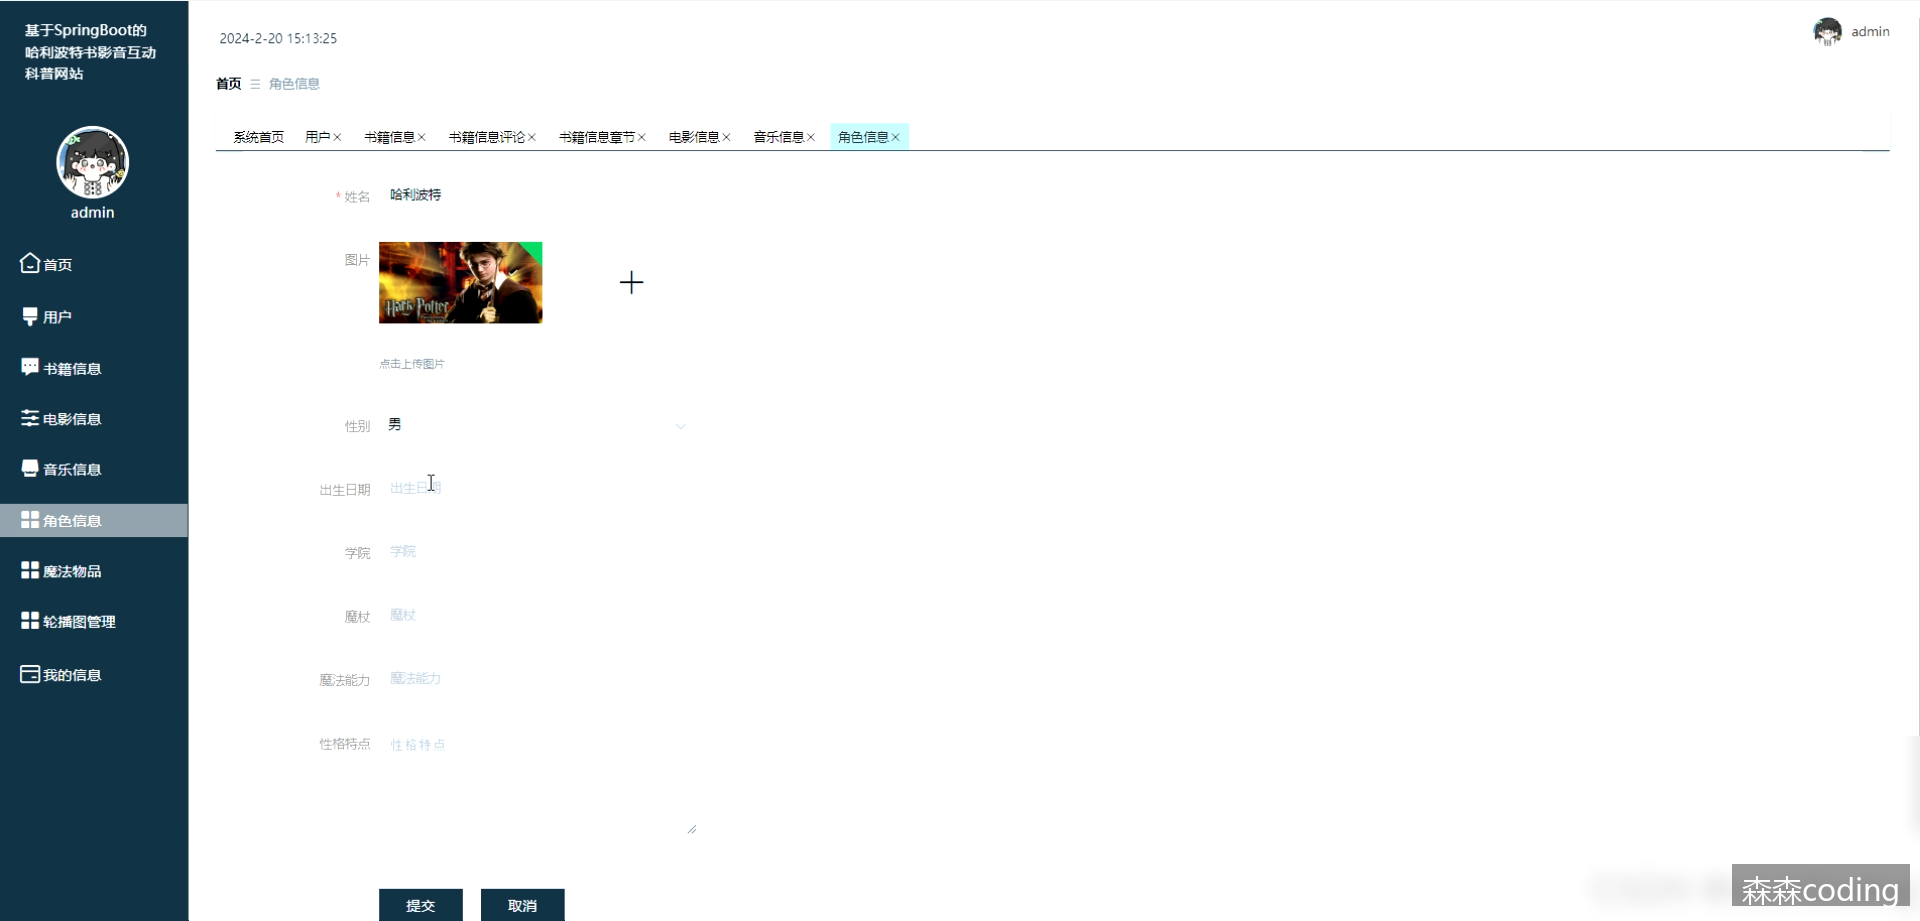 基于SpringBoot的
哈利波特书影音互动
科普网站
admin
首页
用户
书籍信息
电影信息
音乐信息
角色信息
魔法物品
轮播图管理
我的信息
2024-2-20 15:13:25
admin
首页 角色信息
系统首页 用户 书籍信息 书籍信息评论 书籍信息章节 电影信息 音乐信息 角色信息
* 姓名 哈利波特
图片
Harry Potter
点击上传图片
性别 男
出生日期 出生日期
学院 学院
魔杖 魔杖
魔法能力 魔法能力
性格特点 性格特点
提交 取消
森森coding